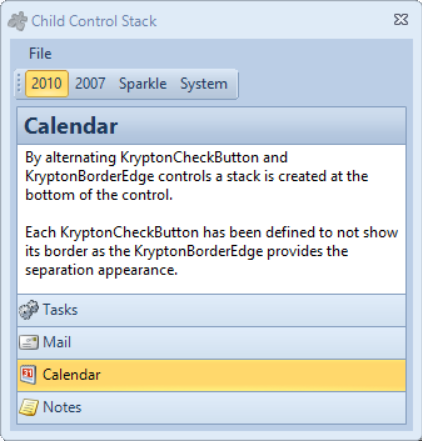 Child Control Stack
File
2010 2007 Sparkle System
Calendar
By alternating KryptonCheckButton and
KryptonBorderEdge controls a stack is created at the
bottom of the control.
Each KryptonCheckButton has been defined to not show
its border as the KryptonBorderEdge provides the
separation appearance.
Tasks
Mail
Calendar
Notes